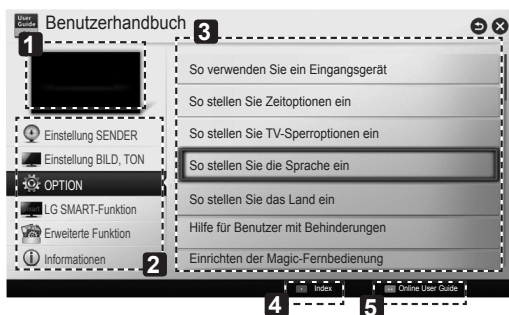 User Guide
Benutzerhandbuch
1
3
So verwenden Sie ein Eingangsgerät
So stellen Sie Zeitoptionen ein
So stellen Sie TV-Sperroptionen ein
So stellen Sie die Sprache ein
So stellen Sie das Land ein
Hilfe für Benutzer mit Behinderungen
Einrichten der Magic-Fernbedienung
Einstellung SENDER
Einstellung BILD, TON
OPTION
LG SMART-Funktion
Erweiterte Funktion
Informationen
2
Index
Online User Guide
4
5